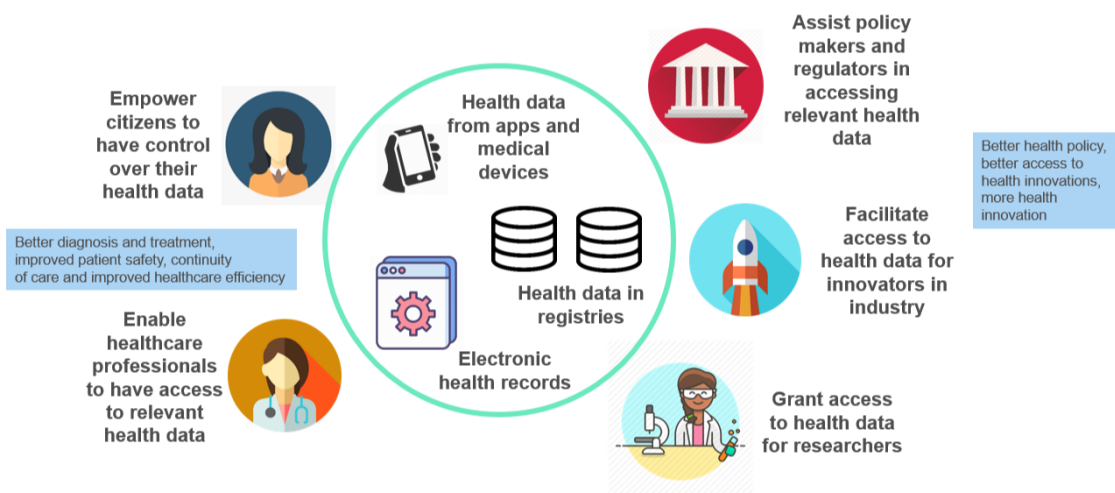 Empower
citizens to
have control
over their
health data
Better diagnosis and treatment,
improved patient safety, continuity
of care and improved healthcare efficiency
Enable
healthcare
professionals
to have access
to relevant
health data
Health data
from apps and
medical
devices
Health data in
registries
Electronic
health records
Assist policy
makers and
regulators in
accessing
relevant health
data
Facilitate
access to
health data for
innovators in
industry
Grant access
to health data
for researchers
Better health policy,
better access to
health innovations,
more health
innovation